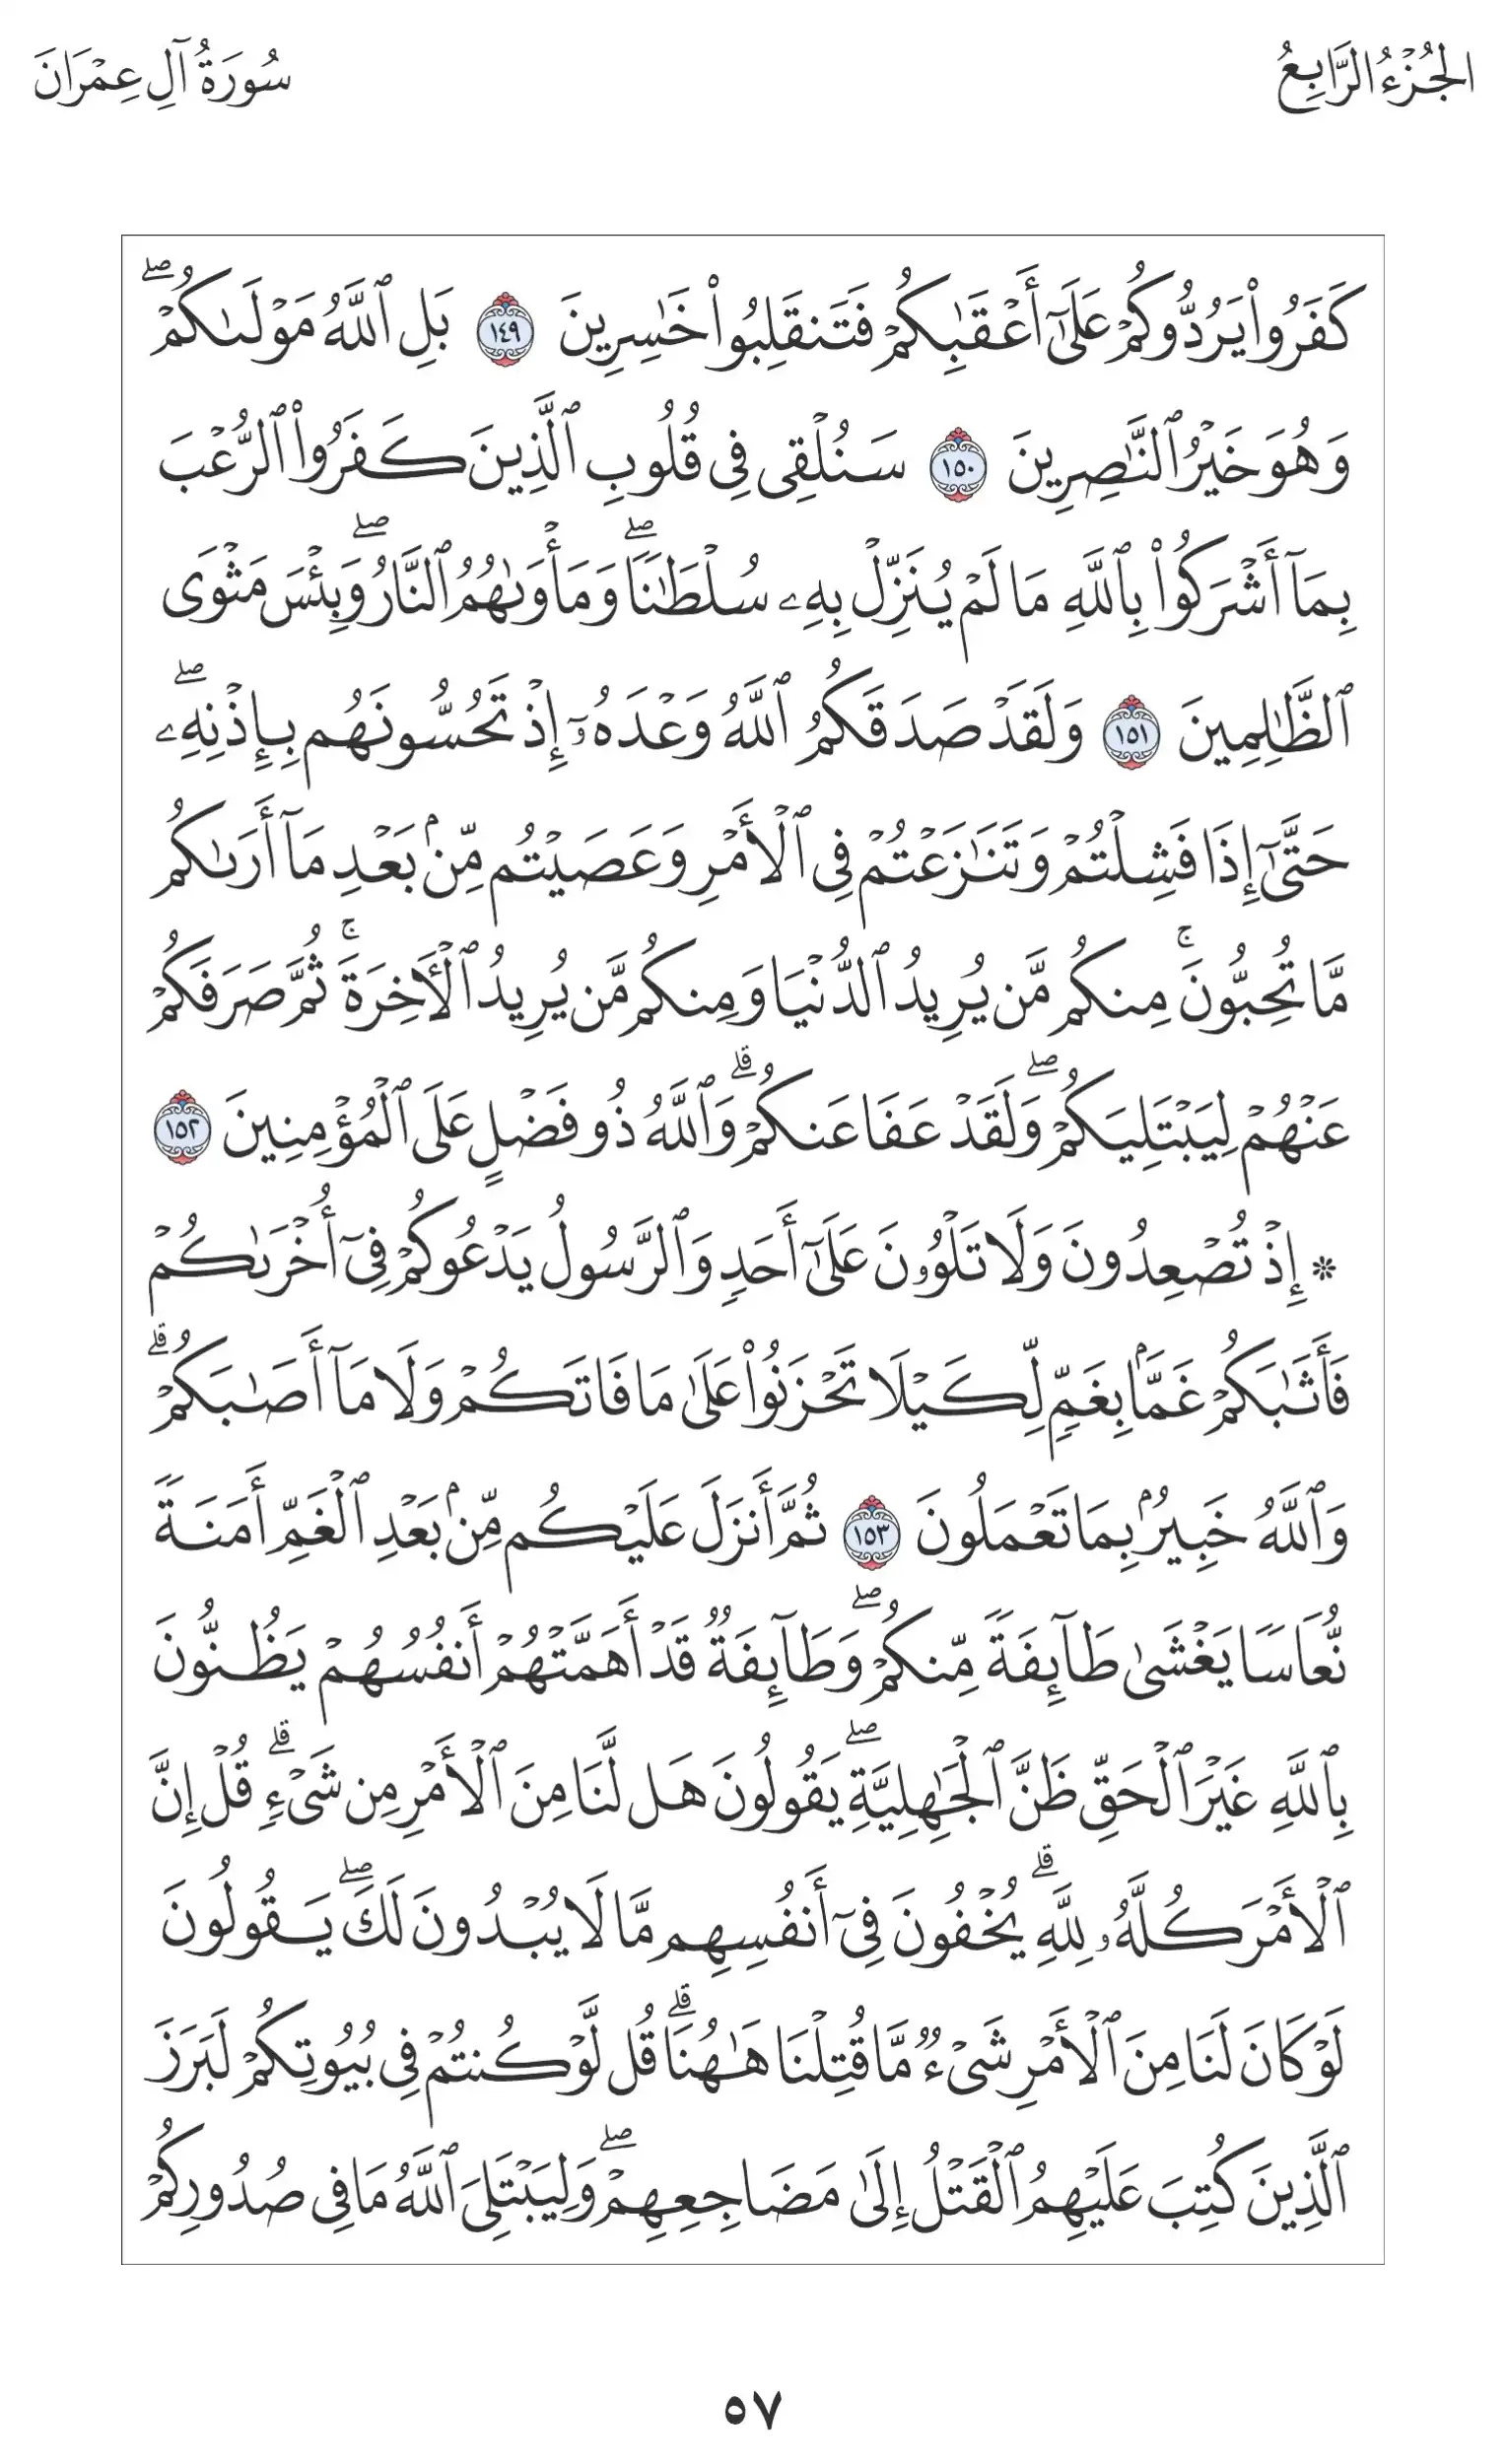 الجُزْءُ الرَّابِعُ
سُورَةُ آلِ عِمْرَانَ
كَفَرُوا۟ يَرُدُّوكُمْ عَلَىٰٓ أَعْقَـٰبِكُمْ فَتَنقَلِبُوا۟ خَـٰسِرِينَ ١٤٩ بَلِ ٱللَّهُ مَوْلَىٰكُمْ ۖ
وَهُوَ خَيْرُ ٱلنَّـٰصِرِينَ ١٥٠ سَنُلْقِى فِى قُلُوبِ ٱلَّذِينَ كَفَرُوا۟ ٱلرُّعْبَ
بِمَآ أَشْرَكُوا۟ بِٱللَّهِ مَا لَمْ يُنَزِّلْ بِهِۦ سُلْطَـٰنًا ۖ وَمَأْوَىٰهُمُ ٱلنَّارُ ۖ وَبِئْسَ مَثْوَى
ٱلظَّـٰلِمِينَ ١٥١ وَلَقَدْ صَدَقَكُمُ ٱللَّهُ وَعْدَهُۥٓ إِذْ تَحُسُّونَهُم بِإِذْنِهِۦ ۖ
حَتَّىٰٓ إِذَا فَشِلْتُمْ وَتَنَـٰزَعْتُمْ فِى ٱلْأَمْرِ وَعَصَيْتُم مِّنۢ بَعْدِ مَآ أَرَىٰكُم
مَّا تُحِبُّونَ ۚ مِنكُم مَّن يُرِيدُ ٱلدُّنْيَا وَمِنكُم مَّن يُرِيدُ ٱلْـَٔاخِرَةَ ۚ ثُمَّ صَرَفَكُمْ
عَنْهُمْ لِيَبْتَلِيَكُمْ ۖ وَلَقَدْ عَفَا عَنكُمْ ۗ وَٱللَّهُ ذُو فَضْلٍ عَلَى ٱلْمُؤْمِنِينَ ١٥٢
* إِذْ تُصْعِدُونَ وَلَا تَلْوُۥنَ عَلَىٰٓ أَحَدٍ وَٱلرَّسُولُ يَدْعُوكُمْ فِىٓ أُخْرَىٰكُمْ
فَأَثَـٰبَكُمْ غَمًّۢا بِغَمٍّ لِّكَيْلَا تَحْزَنُوا۟ عَلَىٰ مَا فَاتَكُمْ وَلَا مَآ أَصَـٰبَكُمْ ۗ
وَٱللَّهُ خَبِيرٌۢ بِمَا تَعْمَلُونَ ١٥٣ ثُمَّ أَنزَلَ عَلَيْكُم مِّنۢ بَعْدِ ٱلْغَمِّ أَمَنَةً
نُّعَاسًا يَغْشَىٰ طَآئِفَةً مِّنكُمْ ۖ وَطَآئِفَةٌ قَدْ أَهَمَّتْهُمْ أَنفُسُهُمْ يَظُنُّونَ
بِٱللَّهِ غَيْرَ ٱلْحَقِّ ظَنَّ ٱلْجَـٰهِلِيَّةِ ۖ يَقُولُونَ هَل لَّنَا مِنَ ٱلْأَمْرِ مِن شَىْءٍ ۗ قُلْ إِنَّ
ٱلْأَمْرَ كُلَّهُۥ لِلَّهِ ۗ يُخْفُونَ فِىٓ أَنفُسِهِم مَّا لَا يُبْدُونَ لَكَ ۖ يَقُولُونَ
لَوْ كَانَ لَنَا مِنَ ٱلْأَمْرِ شَىْءٌ مَّا قُتِلْنَا هَـٰهُنَا ۗ قُل لَّوْ كُنتُمْ فِى بُيُوتِكُمْ لَبَرَزَ
ٱلَّذِينَ كُتِبَ عَلَيْهِمُ ٱلْقَتْلُ إِلَىٰ مَضَاجِعِهِمْ ۖ وَلِيَبْتَلِىَ ٱللَّهُ مَا فِى صُدُورِكُمْ
٥٧